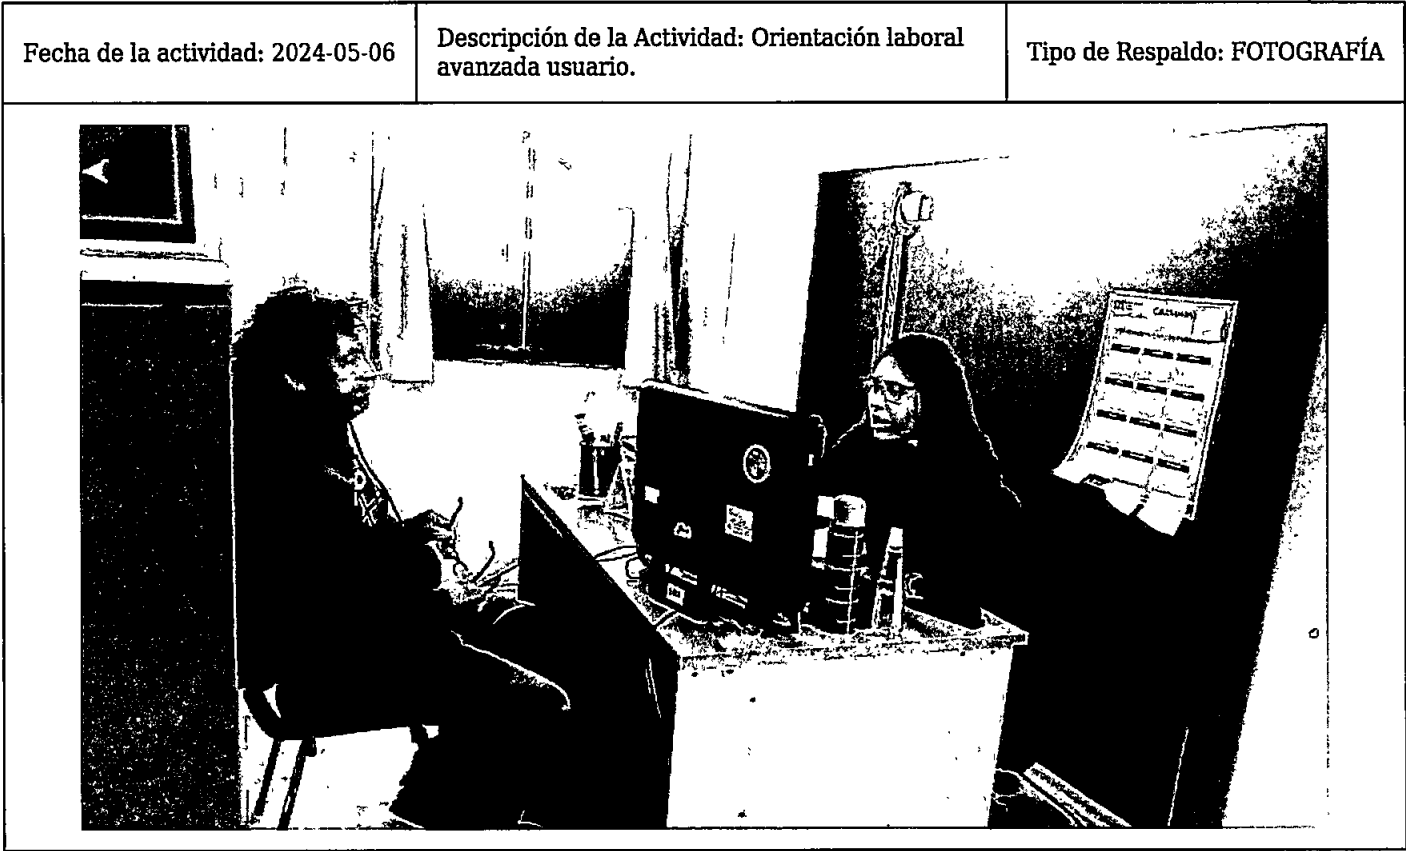 Fecha de la actividad: 2024-05-06
Descripción de la Actividad: Orientación laboral
avanzada usuario.
Tipo de Respaldo: FOTOGRAFÍA